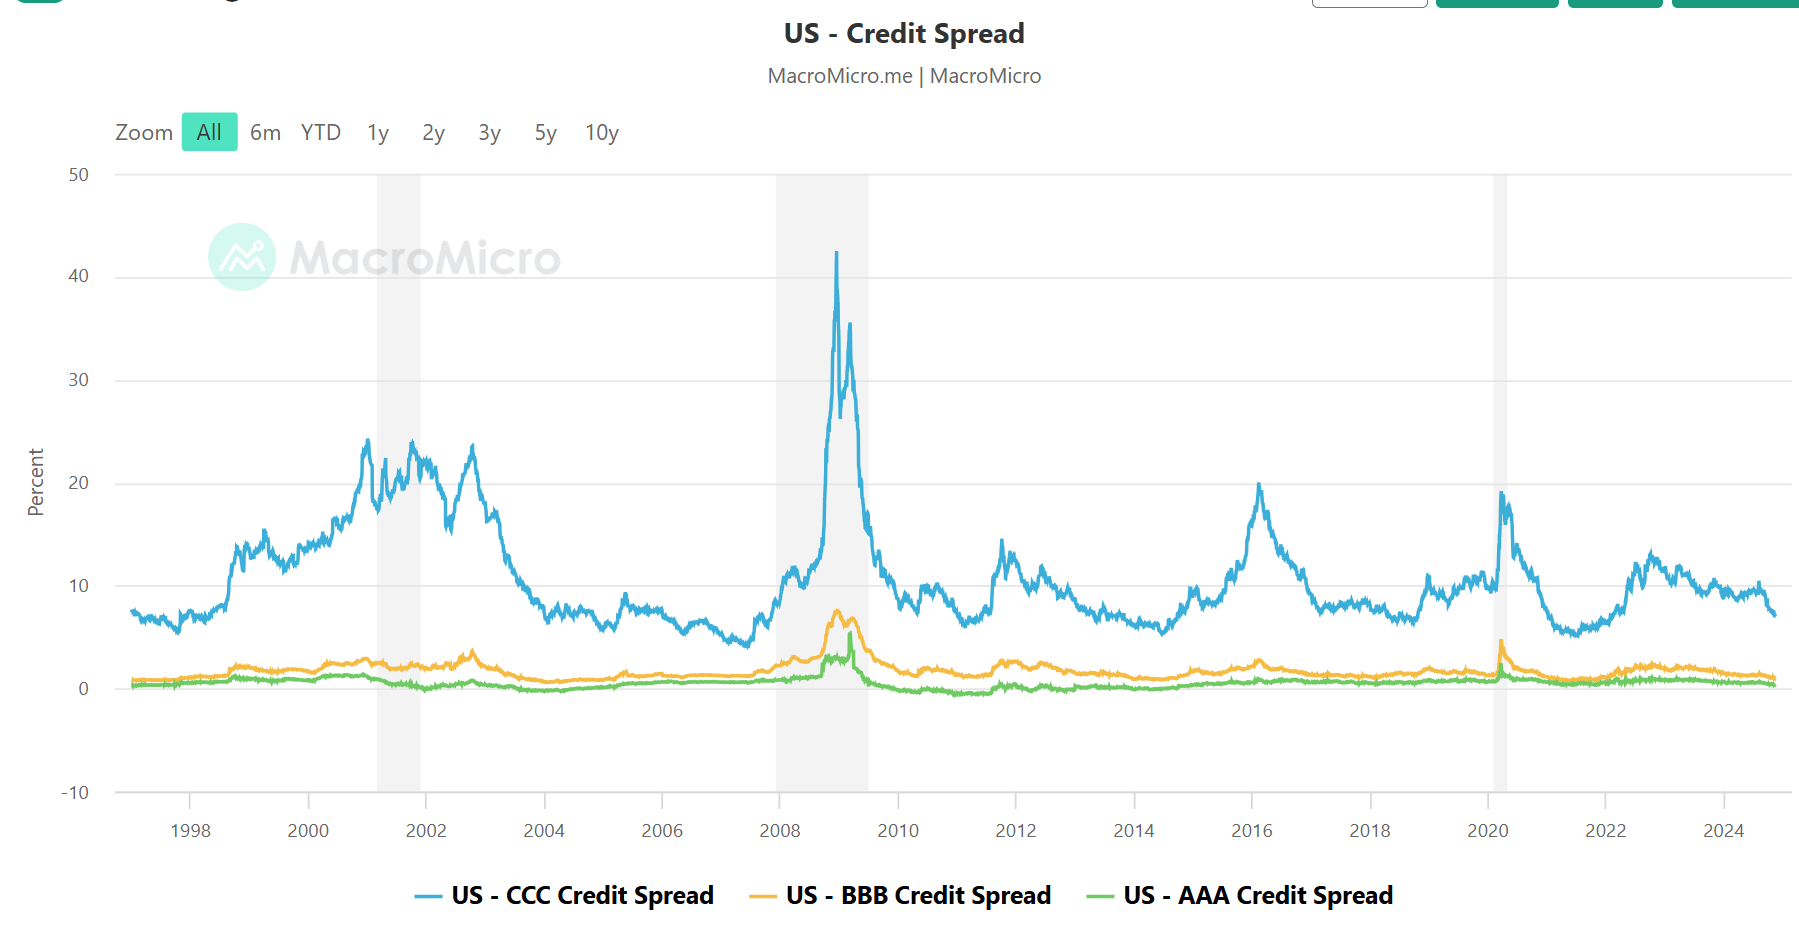 US - Credit Spread
MacroMicro.me | MacroMicro
Zoom All 6m YTD 1y 2y 3y 5y 10y
MacroMicro
Percent
50
40
30
20
10
0
-10
1998 2000 2002 2004 2006 2008 2010 2012 2014 2016 2018 2020 2022 2024
US - CCC Credit Spread US - BBB Credit Spread US - AAA Credit Spread